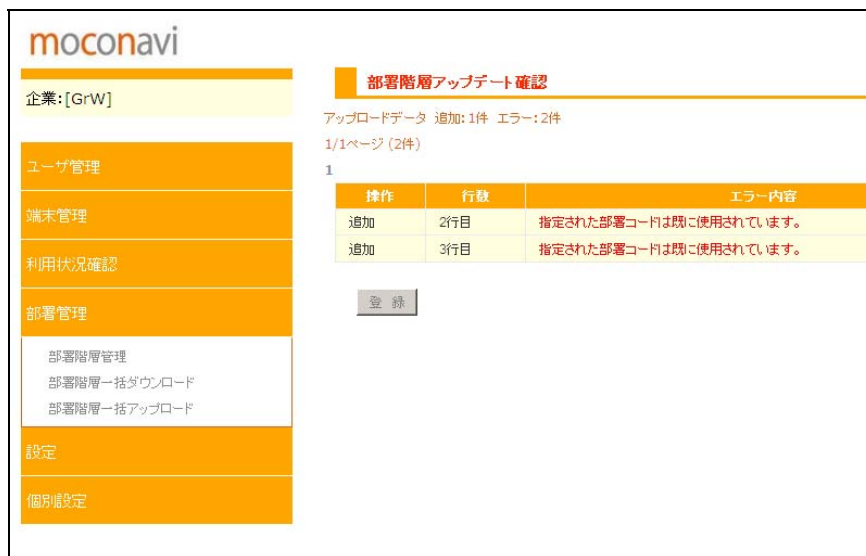 moconavi
企業:[GrW]
ユーザ管理
端末管理
利用状況確認
部署管理
部署階層管理
部署階層一括ダウンロード
部署階層一括アップロード
設定
個別設定
部署階層アップデート確認
アップロードデータ 追加:1件 エラー:2件
1/1ページ (2件)
1
操作 行数 エラー内容
追加 2行目 指定された部署コードは既に使用されています。
追加 3行目 指定された部署コードは既に使用されています。
登 録